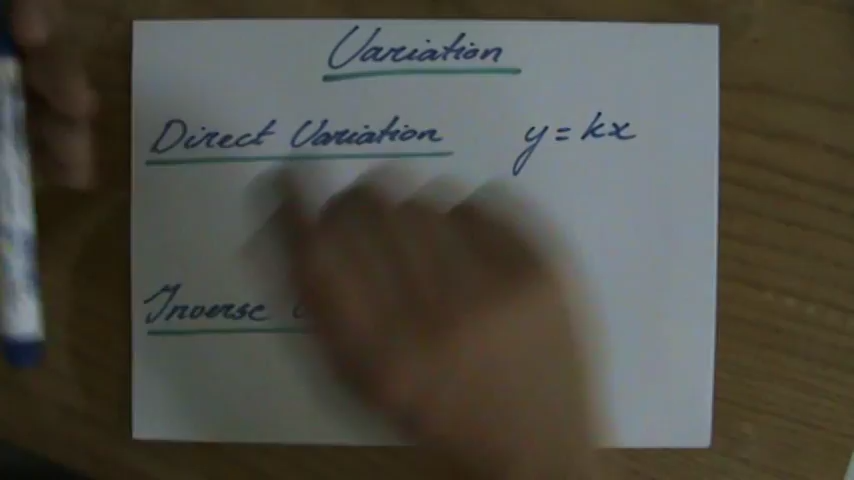 Variation
Direct Variation y = kx
Inverse